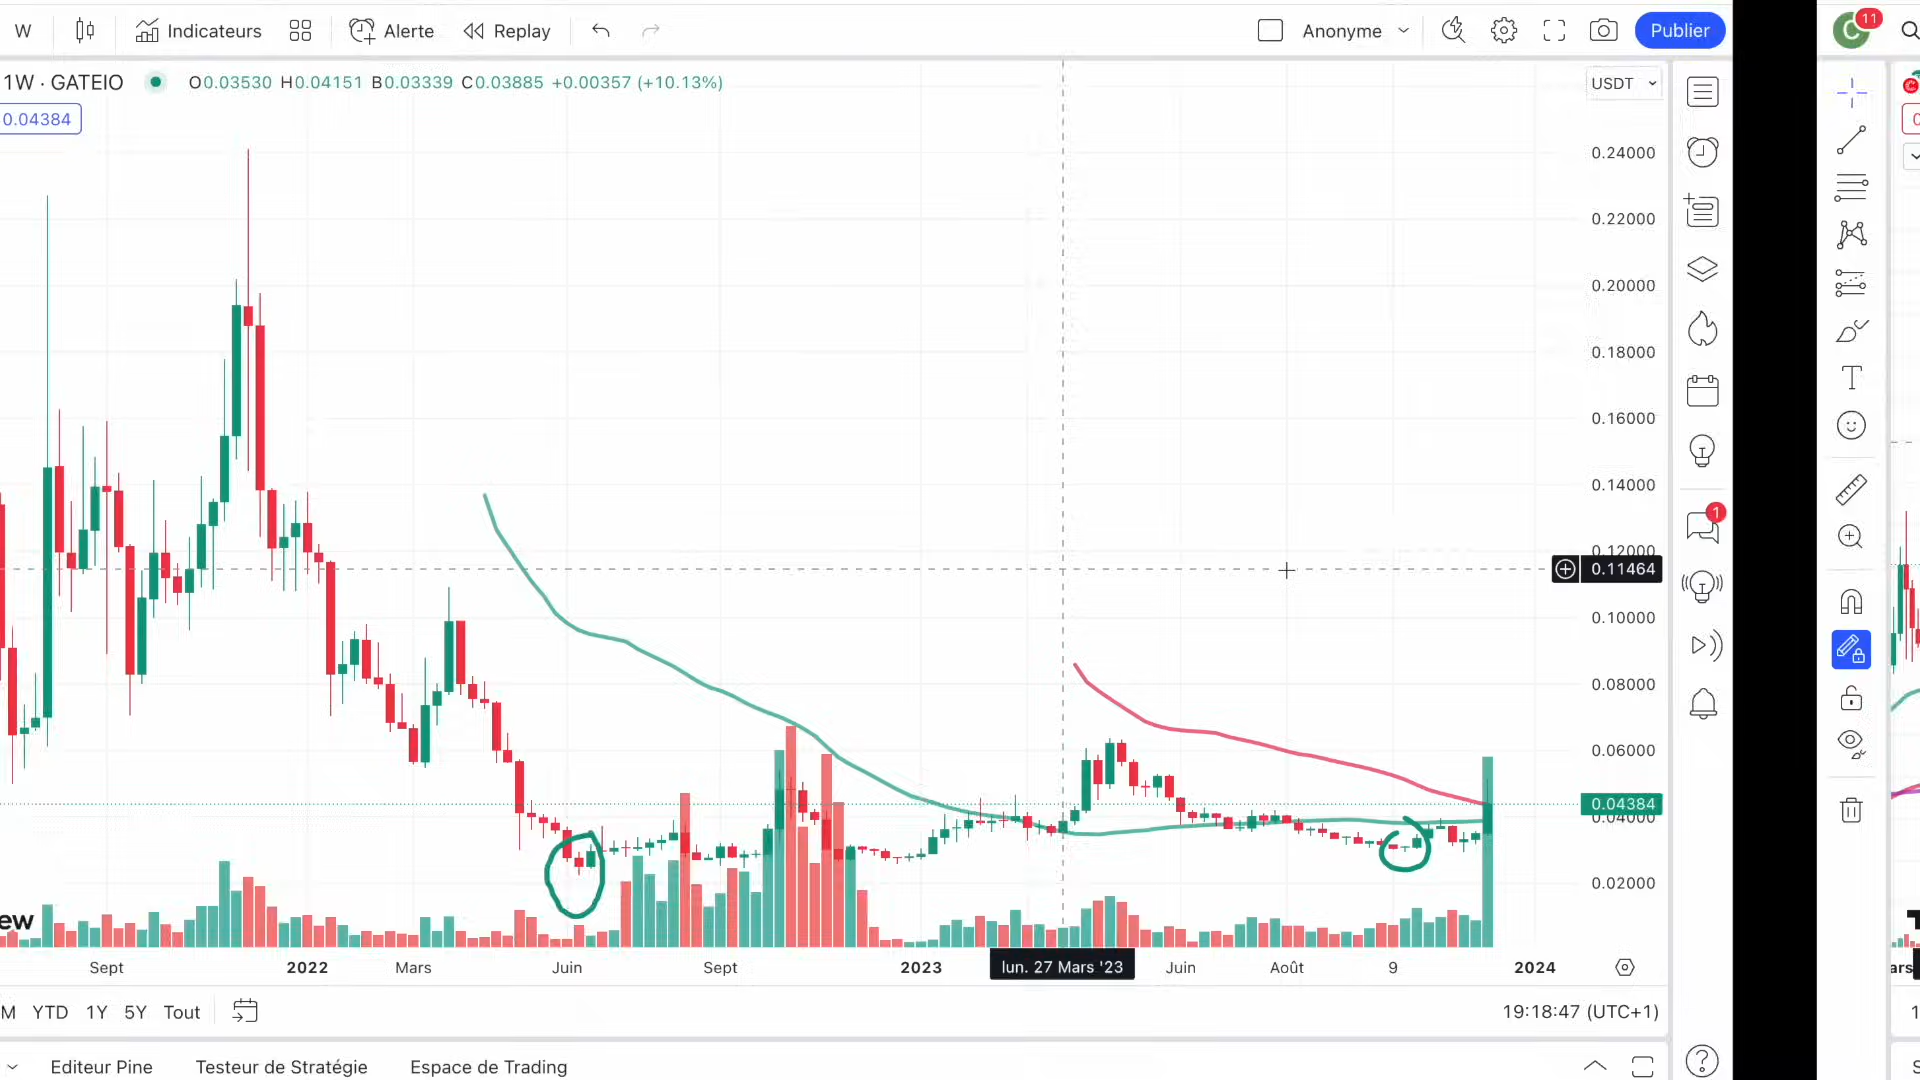 W Indicateurs Alerte Replay Anonyme Publier 11
1W · GATEIO O0.03530 H0.04151 B0.03339 C0.03885 +0.00357 (+10.13%) USDT
0.04384
0.24000
0.22000
0.20000
0.18000
0.16000
0.14000
0.12000
0.11464
0.10000
0.08000
0.06000
0.04384
0.04000
0.02000
1
ew
Sept 2022 Mars Juin Sept 2023 lun. 27 Mars '23 Juin Août 9 2024
M YTD 1Y 5Y Tout 19:18:47 (UTC+1)
Editeur Pine Testeur de Stratégie Espace de Trading